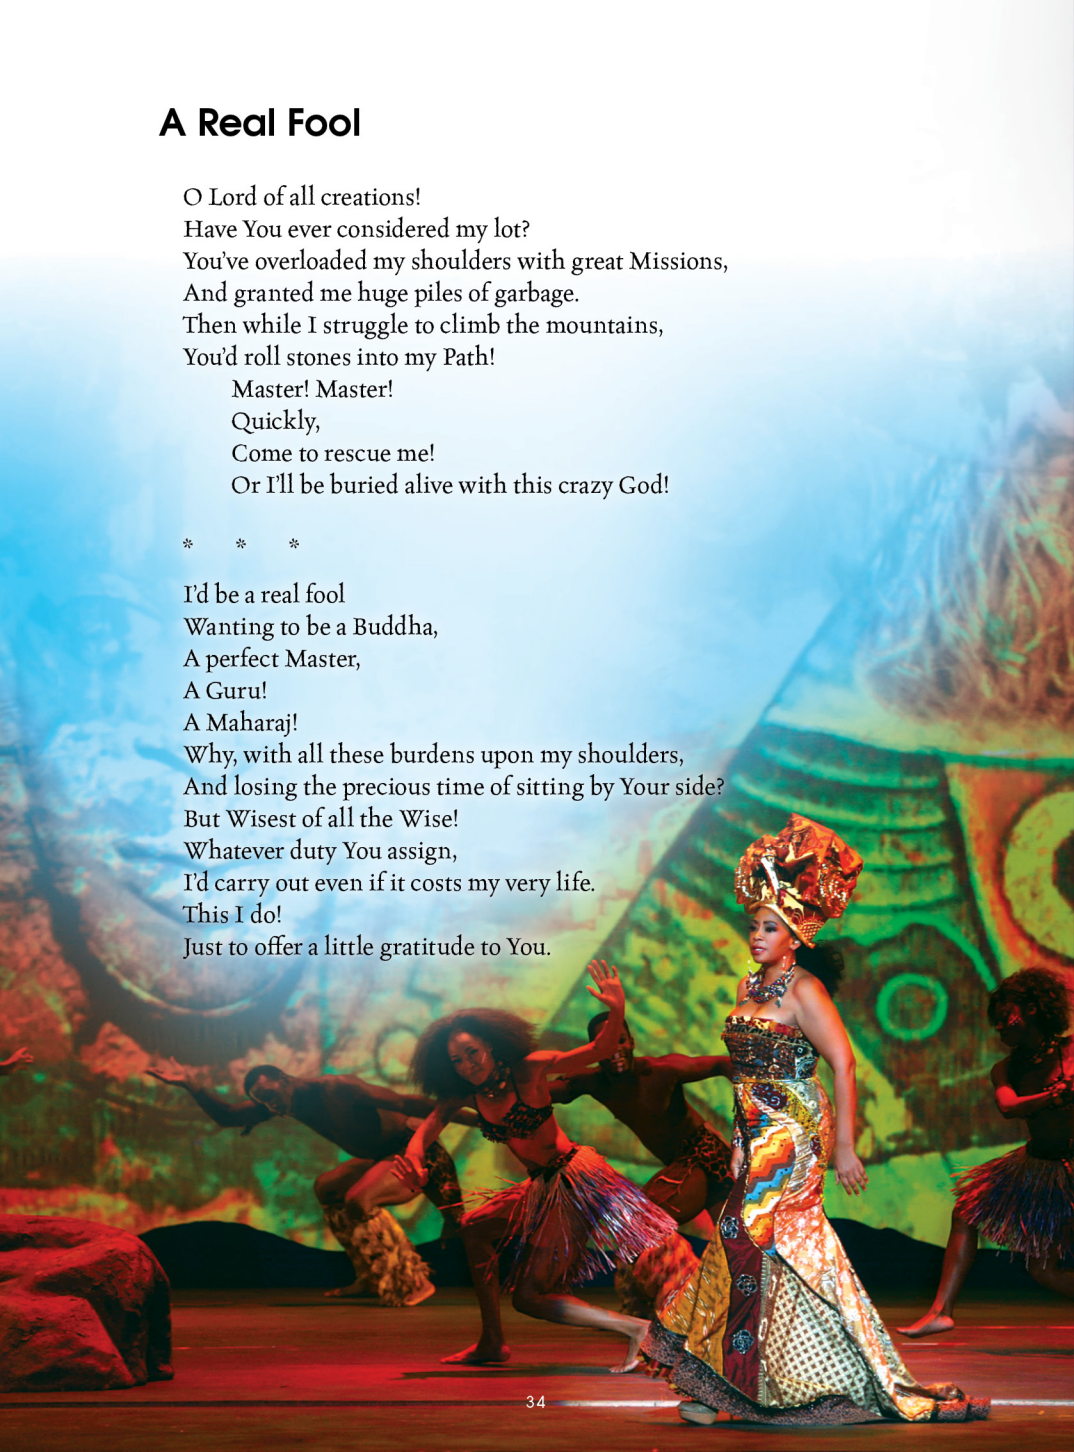 A Real Fool
O Lord of all creations!
Have You ever considered my lot?
You've overloaded my shoulders with great Missions,
And granted me huge piles of garbage.
Then while I struggle to climb the mountains,
You'd roll stones into my Path!
Master! Master!
Quickly,
Come to rescue me!
Or I'll be buried alive with this crazy God!
* * *
I'd be a real fool
Wanting to be a Buddha,
A perfect Master,
A Guru!
A Maharaj!
Why, with all these burdens upon my shoulders,
And losing the precious time of sitting by Your side?
But Wisest of all the Wise!
Whatever duty You assign,
I'd carry out even if it costs my very life.
This I do!
Just to offer a little gratitude to You.
34